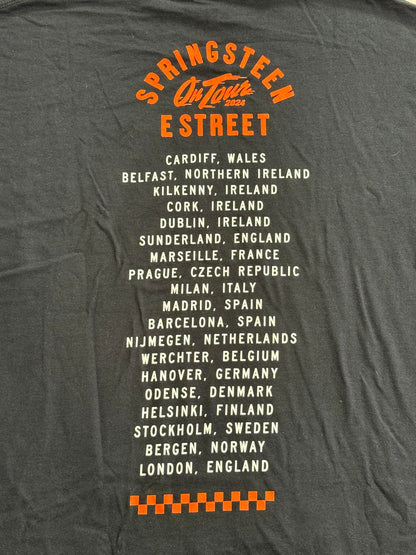 SPRINGSTEEN
On Tour
2024
E STREET
CARDIFF, WALES
BELFAST, NORTHERN IRELAND
KILKENNY, IRELAND
CORK, IRELAND
DUBLIN, IRELAND
SUNDERLAND, ENGLAND
MARSEILLE, FRANCE
PRAGUE, CZECH REPUBLIC
MILAN, ITALY
MADRID, SPAIN
BARCELONA, SPAIN
NIJMEGEN, NETHERLANDS
WERCHTER, BELGIUM
HANOVER, GERMANY
ODENSE, DENMARK
HELSINKI, FINLAND
STOCKHOLM, SWEDEN
BERGEN, NORWAY
LONDON, ENGLAND